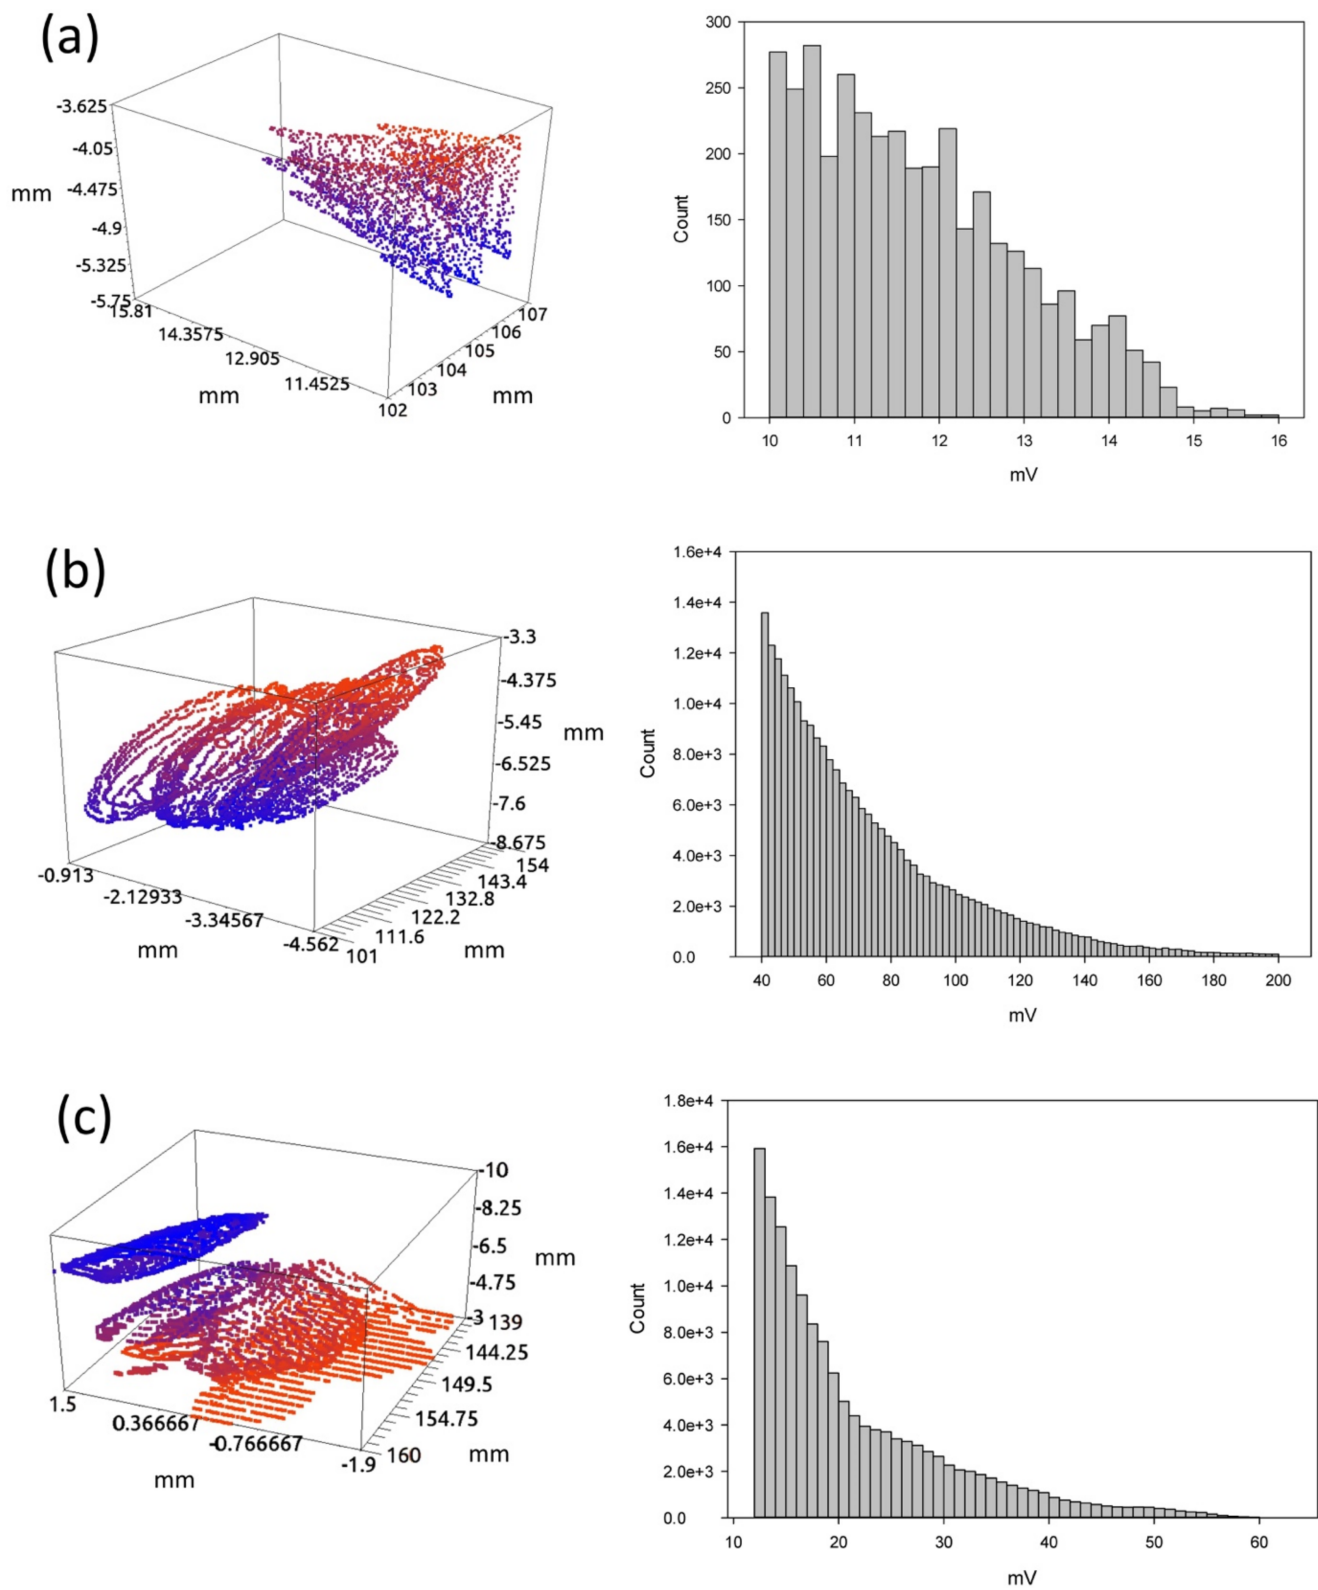 (a)
-3.625
-4.05
mm
-4.475
-4.9
-5.325
-5.75
15.81
14.3575
12.905
11.4525
102
103
104
105
106
107
mm
mm
300
250
200
150
100
50
0
Count
10 11 12 13 14 15 16
mV
(b)
-3.3
-4.375
-5.45
mm
-6.525
-7.6
-8.675
-0.913
-2.12933
-3.34567
-4.562
101
111.6
122.2
132.8
143.4
154
mm
mm
1.6e+4
1.4e+4
1.2e+4
1.0e+4
8.0e+3
6.0e+3
4.0e+3
2.0e+3
0.0
Count
40 60 80 100 120 140 160 180 200
mV
(c)
-10
-8.25
-6.5
mm
-4.75
-3
139
144.25
149.5
154.75
160
mm
1.5
0.366667
-0.766667
-1.9
mm
1.8e+4
1.6e+4
1.4e+4
1.2e+4
1.0e+4
8.0e+3
6.0e+3
4.0e+3
2.0e+3
0.0
Count
10 20 30 40 50 60
mV